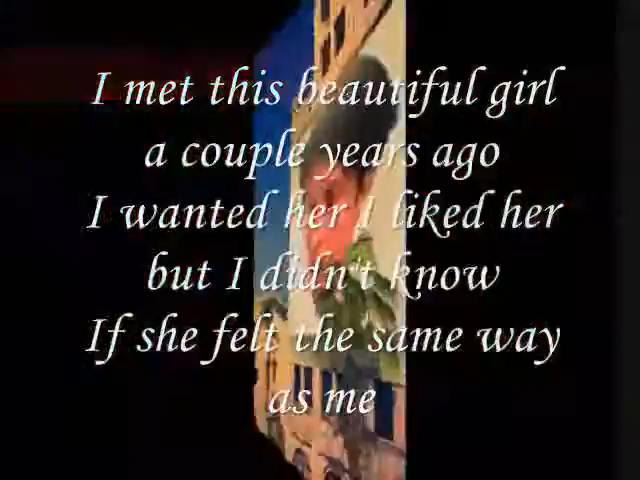 I met this beautiful girl
a couple years ago
I wanted her I liked her
but I didn't know
If she felt the same way
as me